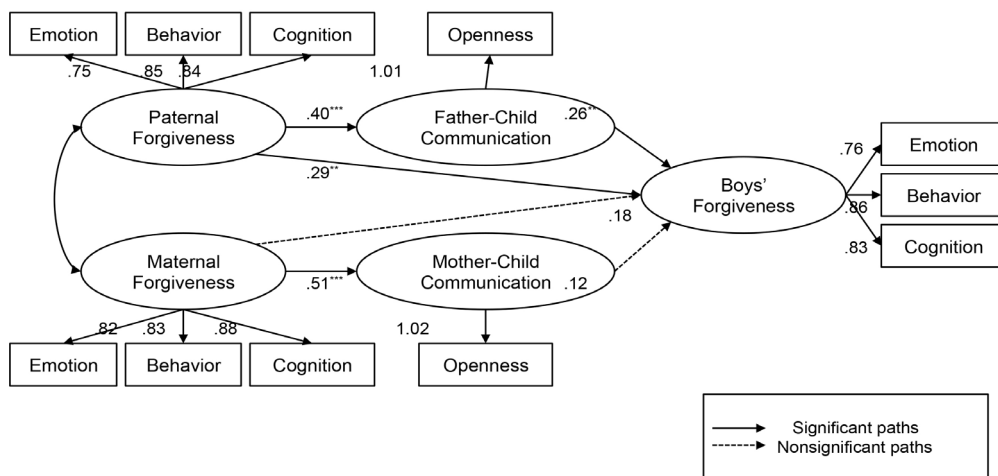 Emotion
Behavior
Cognition
Openness
.75
.85
.84
1.01
Paternal
Forgiveness
.40***
Father-Child
Communication
.26**
.29**
Boys’
Forgiveness
.76
Emotion
.86
Behavior
.83
Cognition
.18
Maternal
Forgiveness
.51***
Mother-Child
Communication
.12
.82
.83
.88
1.02
Emotion
Behavior
Cognition
Openness
Significant paths
Nonsignificant paths